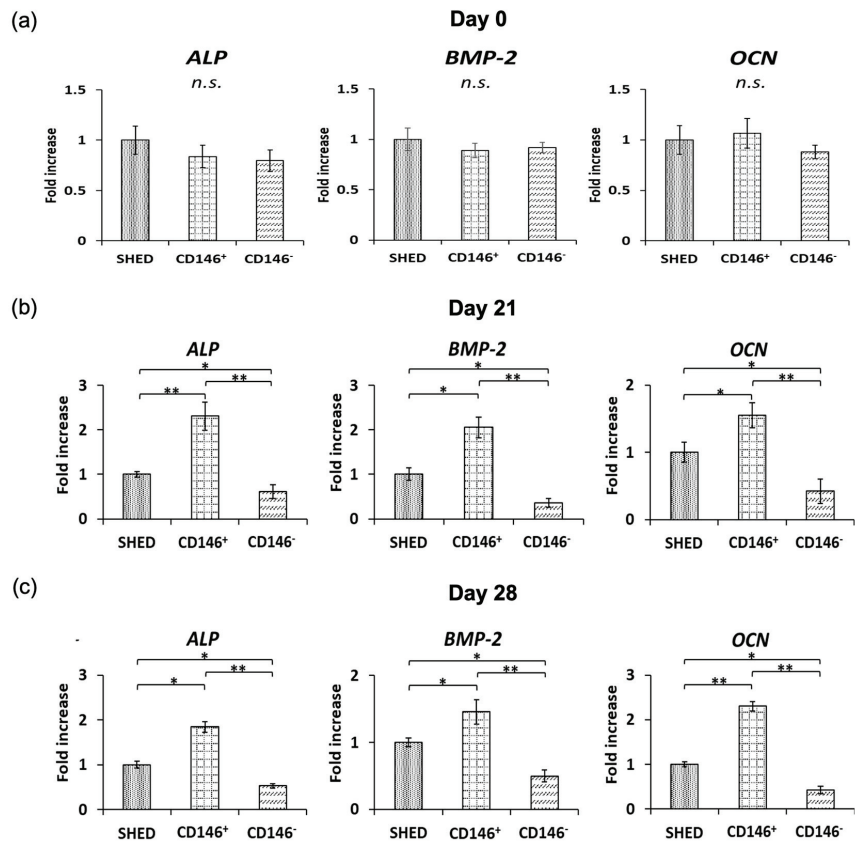 (a)
Day 0
ALP
n.s.
Fold increase
1.5
1
0.5
0
SHED CD146⁺ CD146⁻
BMP-2
n.s.
Fold increase
1.5
1
0.5
0
SHED CD146⁺ CD146⁻
OCN
n.s.
Fold increase
1.5
1
0.5
0
SHED CD146⁺ CD146⁻
(b)
Day 21
ALP
*
** **
Fold increase
3
2
1
0
SHED CD146⁺ CD146⁻
BMP-2
*
* **
Fold increase
3
2
1
0
SHED CD146⁺ CD146⁻
OCN
*
* **
Fold increase
2
1
0
SHED CD146⁺ CD146⁻
(c)
Day 28
-
ALP
*
* **
Fold increase
3
2
1
0
SHED CD146⁺ CD146⁻
BMP-2
*
* **
Fold increase
2
1
0
SHED CD146⁺ CD146⁻
OCN
*
** **
Fold increase
3
2
1
0
SHED CD146⁺ CD146⁻